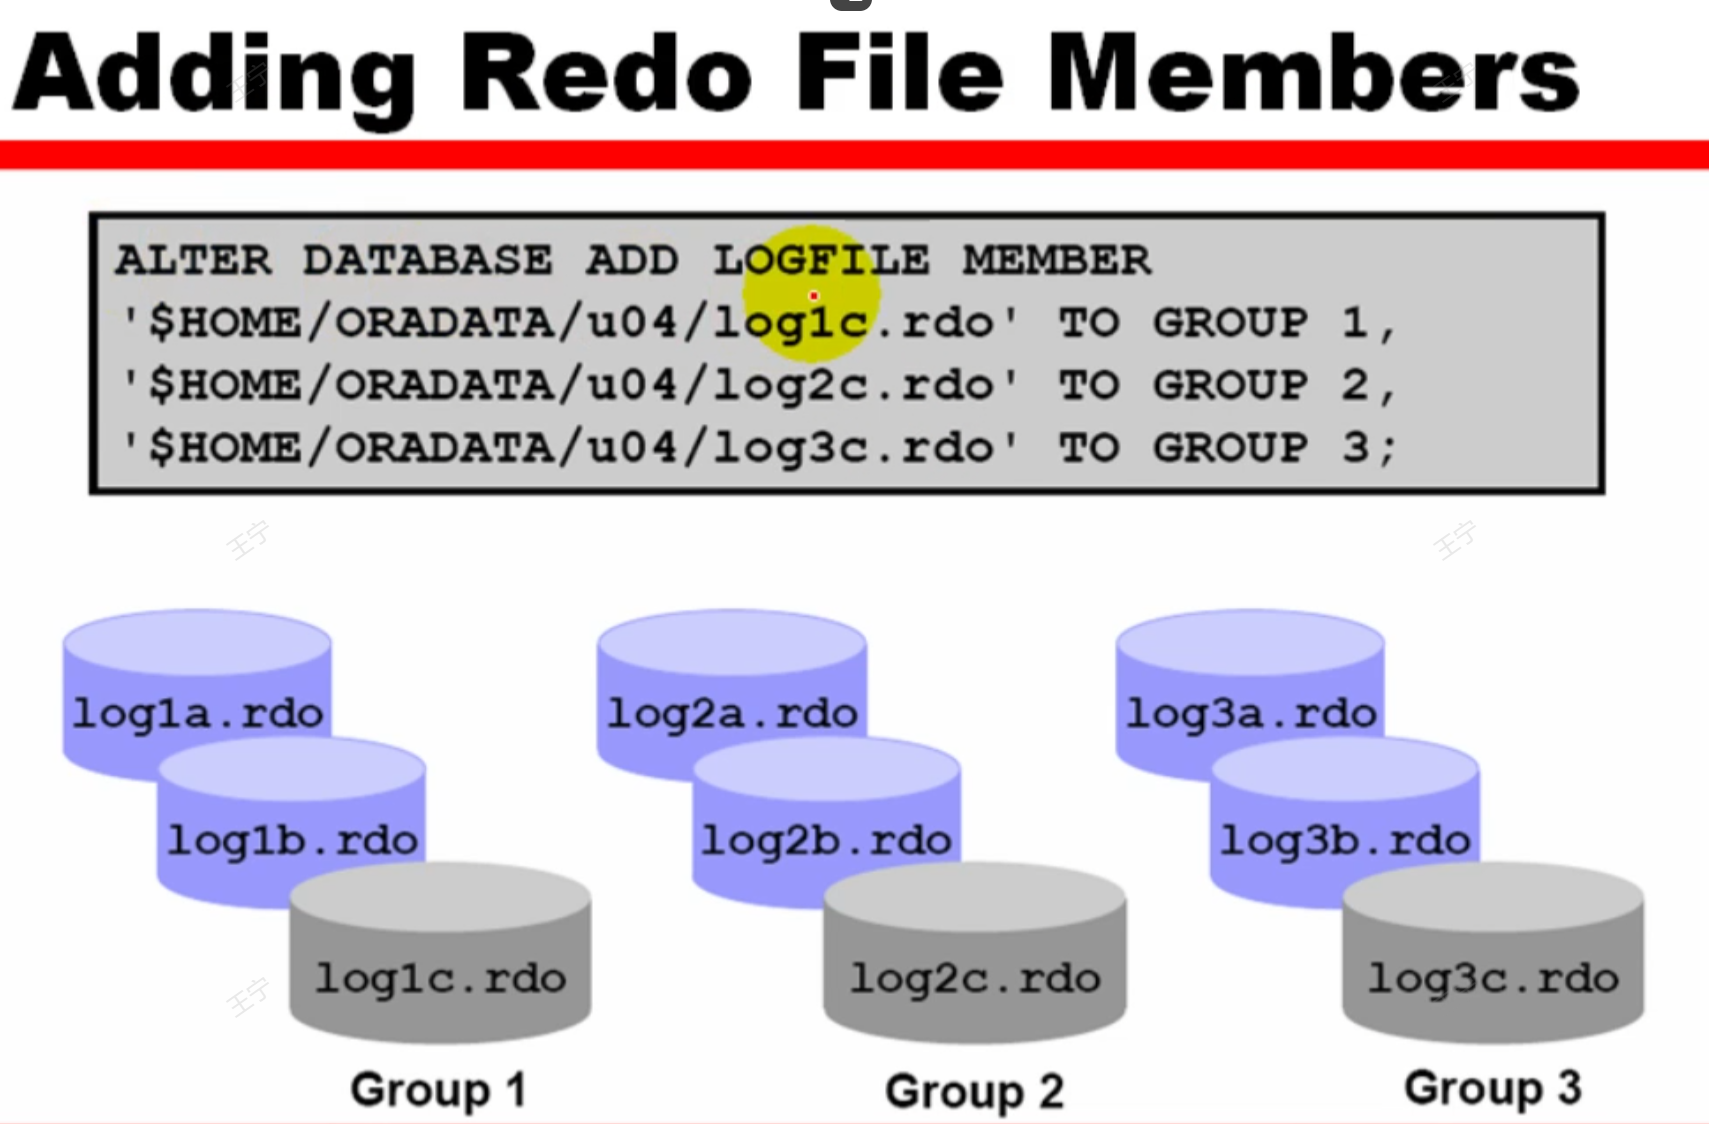 Adding Redo File Members
ALTER DATABASE ADD LOGFILE MEMBER
'$HOME/ORADATA/u04/log1c.rdo' TO GROUP 1,
'$HOME/ORADATA/u04/log2c.rdo' TO GROUP 2,
'$HOME/ORADATA/u04/log3c.rdo' TO GROUP 3;
王宁
王宁
log1a.rdo
log2a.rdo
log3a.rdo
log1b.rdo
log2b.rdo
log3b.rdo
log1c.rdo
log2c.rdo
log3c.rdo
王宁
Group 1
Group 2
Group 3